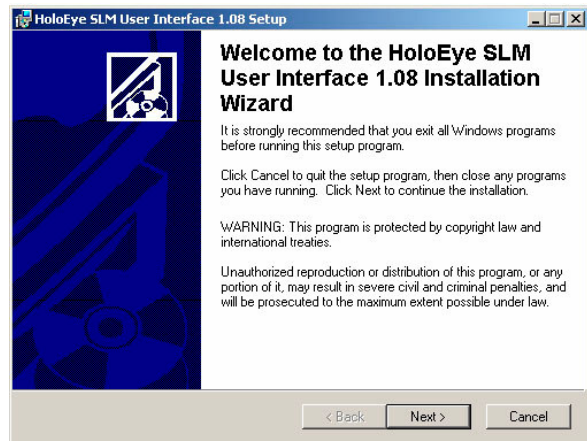 HoloEye SLM User Interface 1.08 Setup
Welcome to the HoloEye SLM
User Interface 1.08 Installation
Wizard
It is strongly recommended that you exit all Windows programs
before running this setup program.
Click Cancel to quit the setup program, then close any programs
you have running. Click Next to continue the installation.
WARNING: This program is protected by copyright law and
international treaties.
Unauthorized reproduction or distribution of this program, or any
portion of it, may result in severe civil and criminal penalties, and
will be prosecuted to the maximum extent possible under law.
< Back Next > Cancel